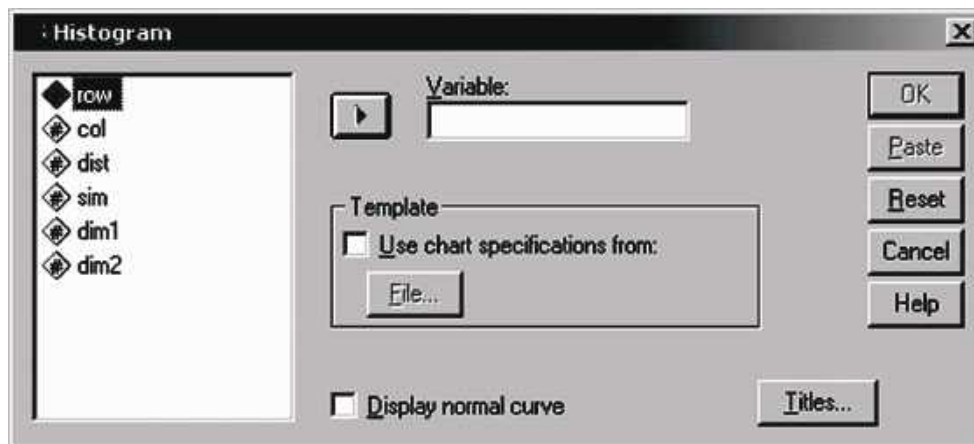 Histogram
row
col
dist
sim
dim1
dim2
Variable:
Template
Use chart specifications from:
File...
Display normal curve
Titles...
OK
Paste
Reset
Cancel
Help